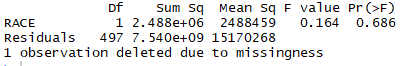 Df Sum Sq Mean Sq F value Pr(>F)
RACE 1 2.488e+06 2488459 0.164 0.686
Residuals 497 7.540e+09 15170268
1 observation deleted due to missingness